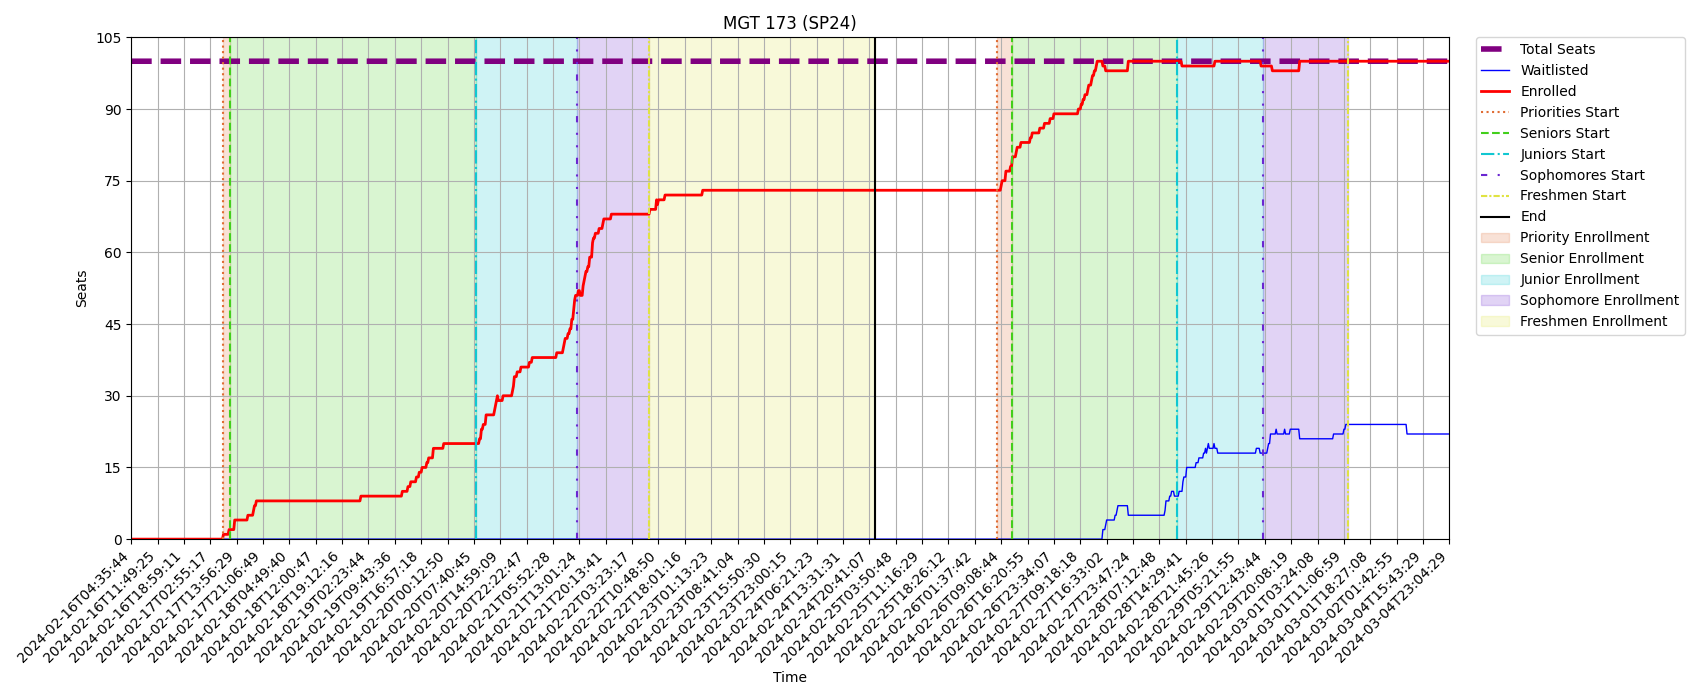 MGT 173 (SP24)
105
90
75
60
45
30
15
0
Seats
2024-02-16T04:35:44
2024-02-16T11:49:25
2024-02-16T18:59:11
2024-02-17T02:55:17
2024-02-17T13:56:29
2024-02-17T21:06:49
2024-02-18T04:49:40
2024-02-18T12:00:47
2024-02-18T19:12:16
2024-02-19T02:23:44
2024-02-19T09:43:36
2024-02-19T16:57:18
2024-02-20T00:12:50
2024-02-20T07:40:45
2024-02-20T14:59:09
2024-02-20T22:22:47
2024-02-21T05:52:28
2024-02-21T13:01:24
2024-02-21T20:13:41
2024-02-22T03:23:17
2024-02-22T10:48:50
2024-02-22T18:01:16
2024-02-23T01:13:23
2024-02-23T08:41:04
2024-02-23T15:50:30
2024-02-23T23:00:15
2024-02-24T06:21:23
2024-02-24T13:31:31
2024-02-24T20:41:07
2024-02-25T03:50:48
2024-02-25T11:16:29
2024-02-25T18:26:12
2024-02-26T01:37:42
2024-02-26T09:08:44
2024-02-26T16:20:55
2024-02-26T23:34:07
2024-02-27T09:18:18
2024-02-27T16:33:02
2024-02-27T23:47:24
2024-02-28T07:12:48
2024-02-28T14:29:41
2024-02-28T21:45:26
2024-02-29T05:21:55
2024-02-29T12:43:44
2024-02-29T20:08:19
2024-03-01T03:24:08
2024-03-01T11:06:59
2024-03-01T18:27:08
2024-03-02T01:42:55
2024-03-04T15:43:29
2024-03-04T23:04:29
Time
Total Seats
Waitlisted
Enrolled
Priorities Start
Seniors Start
Juniors Start
Sophomores Start
Freshmen Start
End
Priority Enrollment
Senior Enrollment
Junior Enrollment
Sophomore Enrollment
Freshmen Enrollment